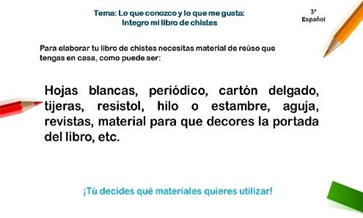 Tema: Lo que conozco y lo que me gusta:
Integro mi libro de chistes
3°
Español
Para elaborar tu libro de chistes necesitas material de reúso que
tengas en casa, como puede ser:
Hojas blancas, periódico, cartón delgado,
tijeras, resistol, hilo o estambre, aguja,
revistas, material para que decores la portada
del libro, etc.
¡Tú decides qué materiales quieres utilizar!